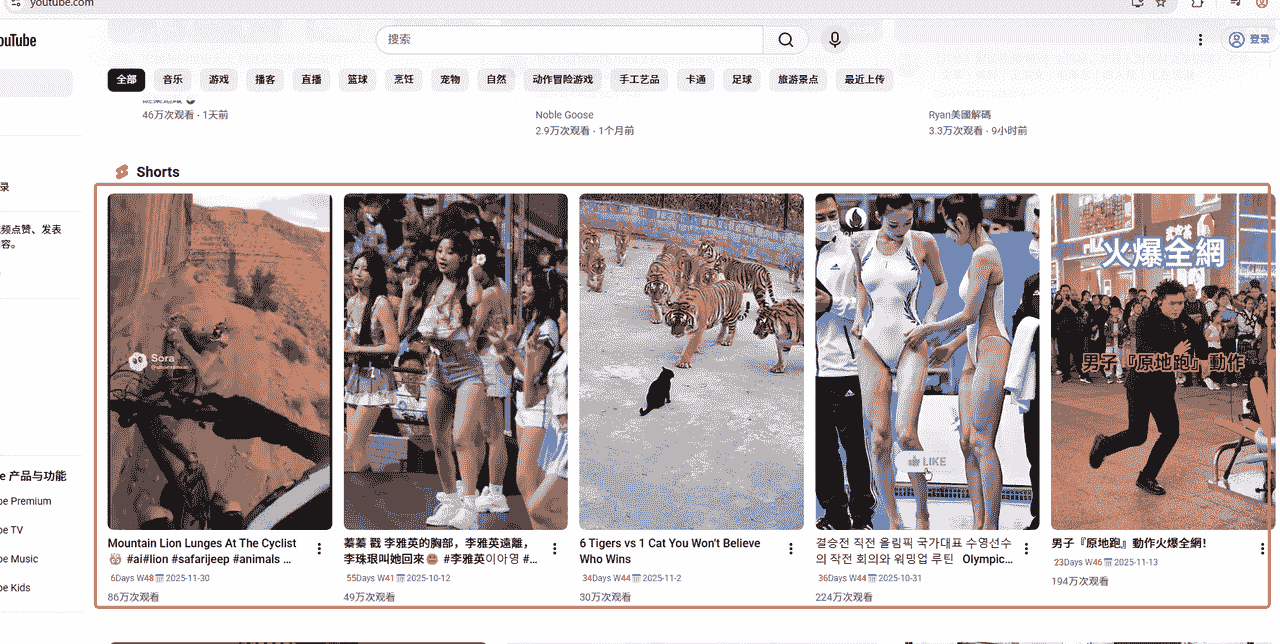 youtube.com
ouTube
搜索
登录
全部
音乐
游戏
播客
直播
篮球
烹饪
宠物
自然
动作冒险游戏
手工艺品
卡通
足球
旅游景点
最近上传
46万次观看 · 1天前
Noble Goose
2.9万次观看 · 1个月前
Ryan美國解碼
3.3万次观看 · 9小时前
录
频点赞、发表
容。
e 产品与功能
be Premium
be TV
be Music
be Kids
Shorts
Sora
LIKE
火爆全網
男子『原地跑』動作
Mountain Lion Lunges At The Cyclist
#ai#lion #safarijeep #animals ...
6Days W48 2025-11-30
86万次观看
蓁蓁 戳 李雅英的胸部，李雅英遠離，
李珠珢叫她回來 #李雅英이아영 #...
55Days W41 2025-10-12
49万次观看
6 Tigers vs 1 Cat You Won't Believe
Who Wins
34Days W44 2025-11-2
30万次观看
결승전 직전 올림픽 국가대표 수영선수
의 직전 회의와 워밍업 루틴 Olympic...
36Days W44 2025-10-31
224万次观看
男子『原地跑』動作火爆全網！
23Days W46 2025-11-13
194万次观看